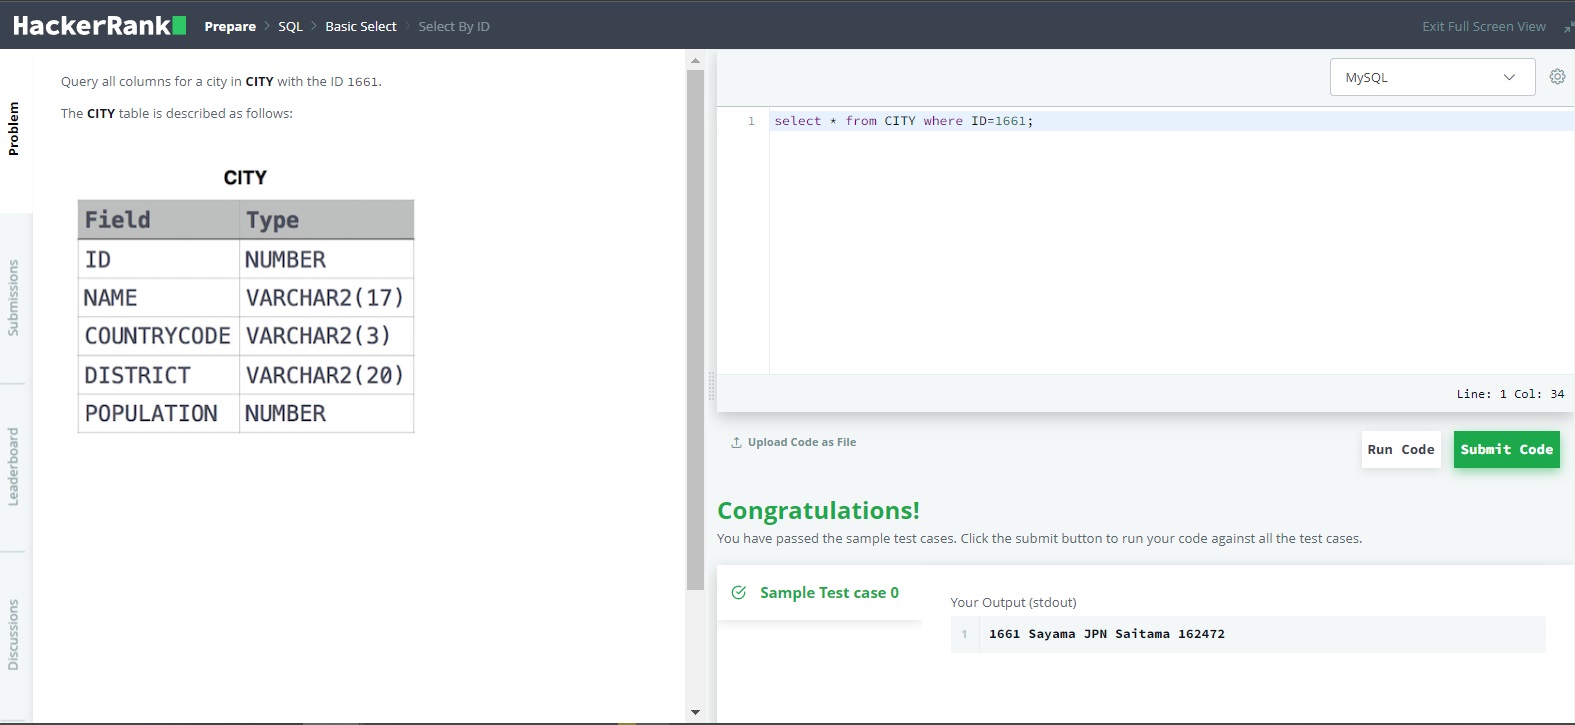 HackerRank Prepare > SQL > Basic Select > Select By ID Exit Full Screen View
Problem
Submissions
Leaderboard
Discussions
Query all columns for a city in CITY with the ID 1661.
The CITY table is described as follows:
CITY
Field Type
ID NUMBER
NAME VARCHAR2(17)
COUNTRYCODE VARCHAR2(3)
DISTRICT VARCHAR2(20)
POPULATION NUMBER
MySQL
1 select * from CITY where ID=1661;
Line: 1 Col: 34
Upload Code as File
Run Code
Submit Code
Congratulations!
You have passed the sample test cases. Click the submit button to run your code against all the test cases.
Sample Test case 0
Your Output (stdout)
1 1661 Sayama JPN Saitama 162472